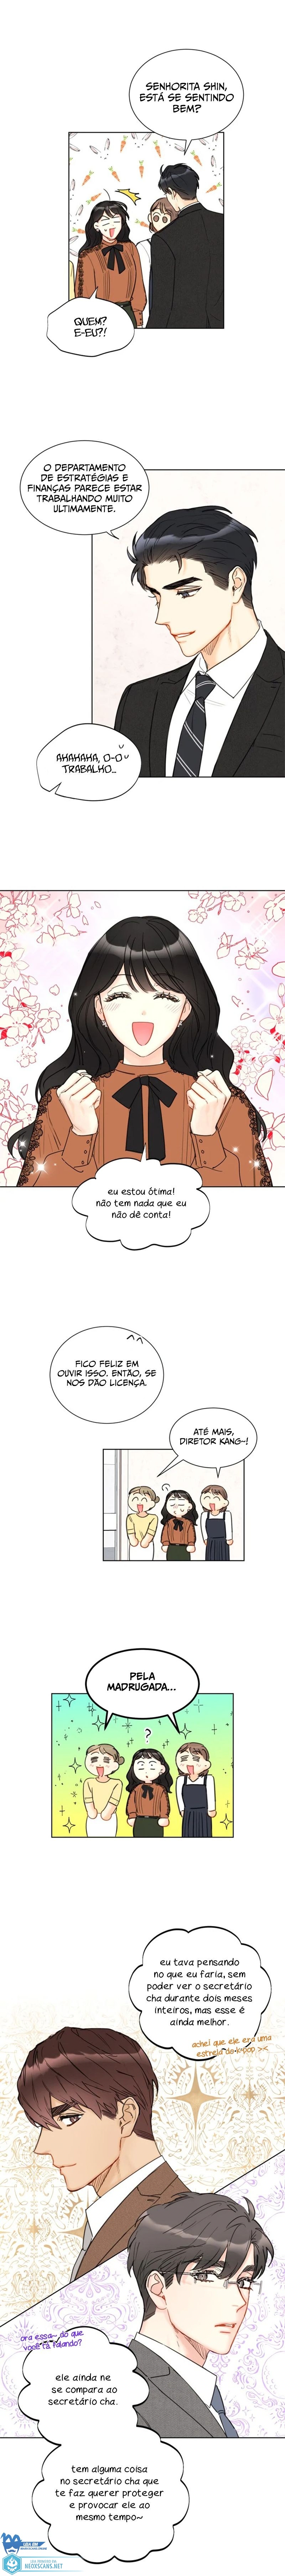 SENHORITA SHIN,
ESTÁ SE SENTINDO
BEM?
QUEM?
E-EU?!
O DEPARTAMENTO
DE ESTRATÉGIAS E
FINANÇAS PARECE ESTAR
TRABALHANDO MUITO
ULTIMAMENTE.
AHAHAHA, O-O
TRABALHO...
eu estou ótima!
não tem nada que eu
não dê conta!
FICO FELIZ EM
OUVIR ISSO. ENTÃO, SE
NOS DÃO LICENÇA.
ATÉ MAIS,
DIRETOR KANG~!
PELA
MADRUGADA...
?
eu tava pensando
no que eu faria, sem
poder ver o secretário
cha durante dois meses
inteiros, mas esse é
ainda melhor.
achei que ele era uma
estrela do k-pop ><
ora essa~ do que
você tá falando?
ele ainda ne
se compara ao
secretário cha.
tem alguma coisa
no secretário cha que
te faz querer proteger
e provocar ele ao
mesmo tempo~
NEOXSCANS.NET